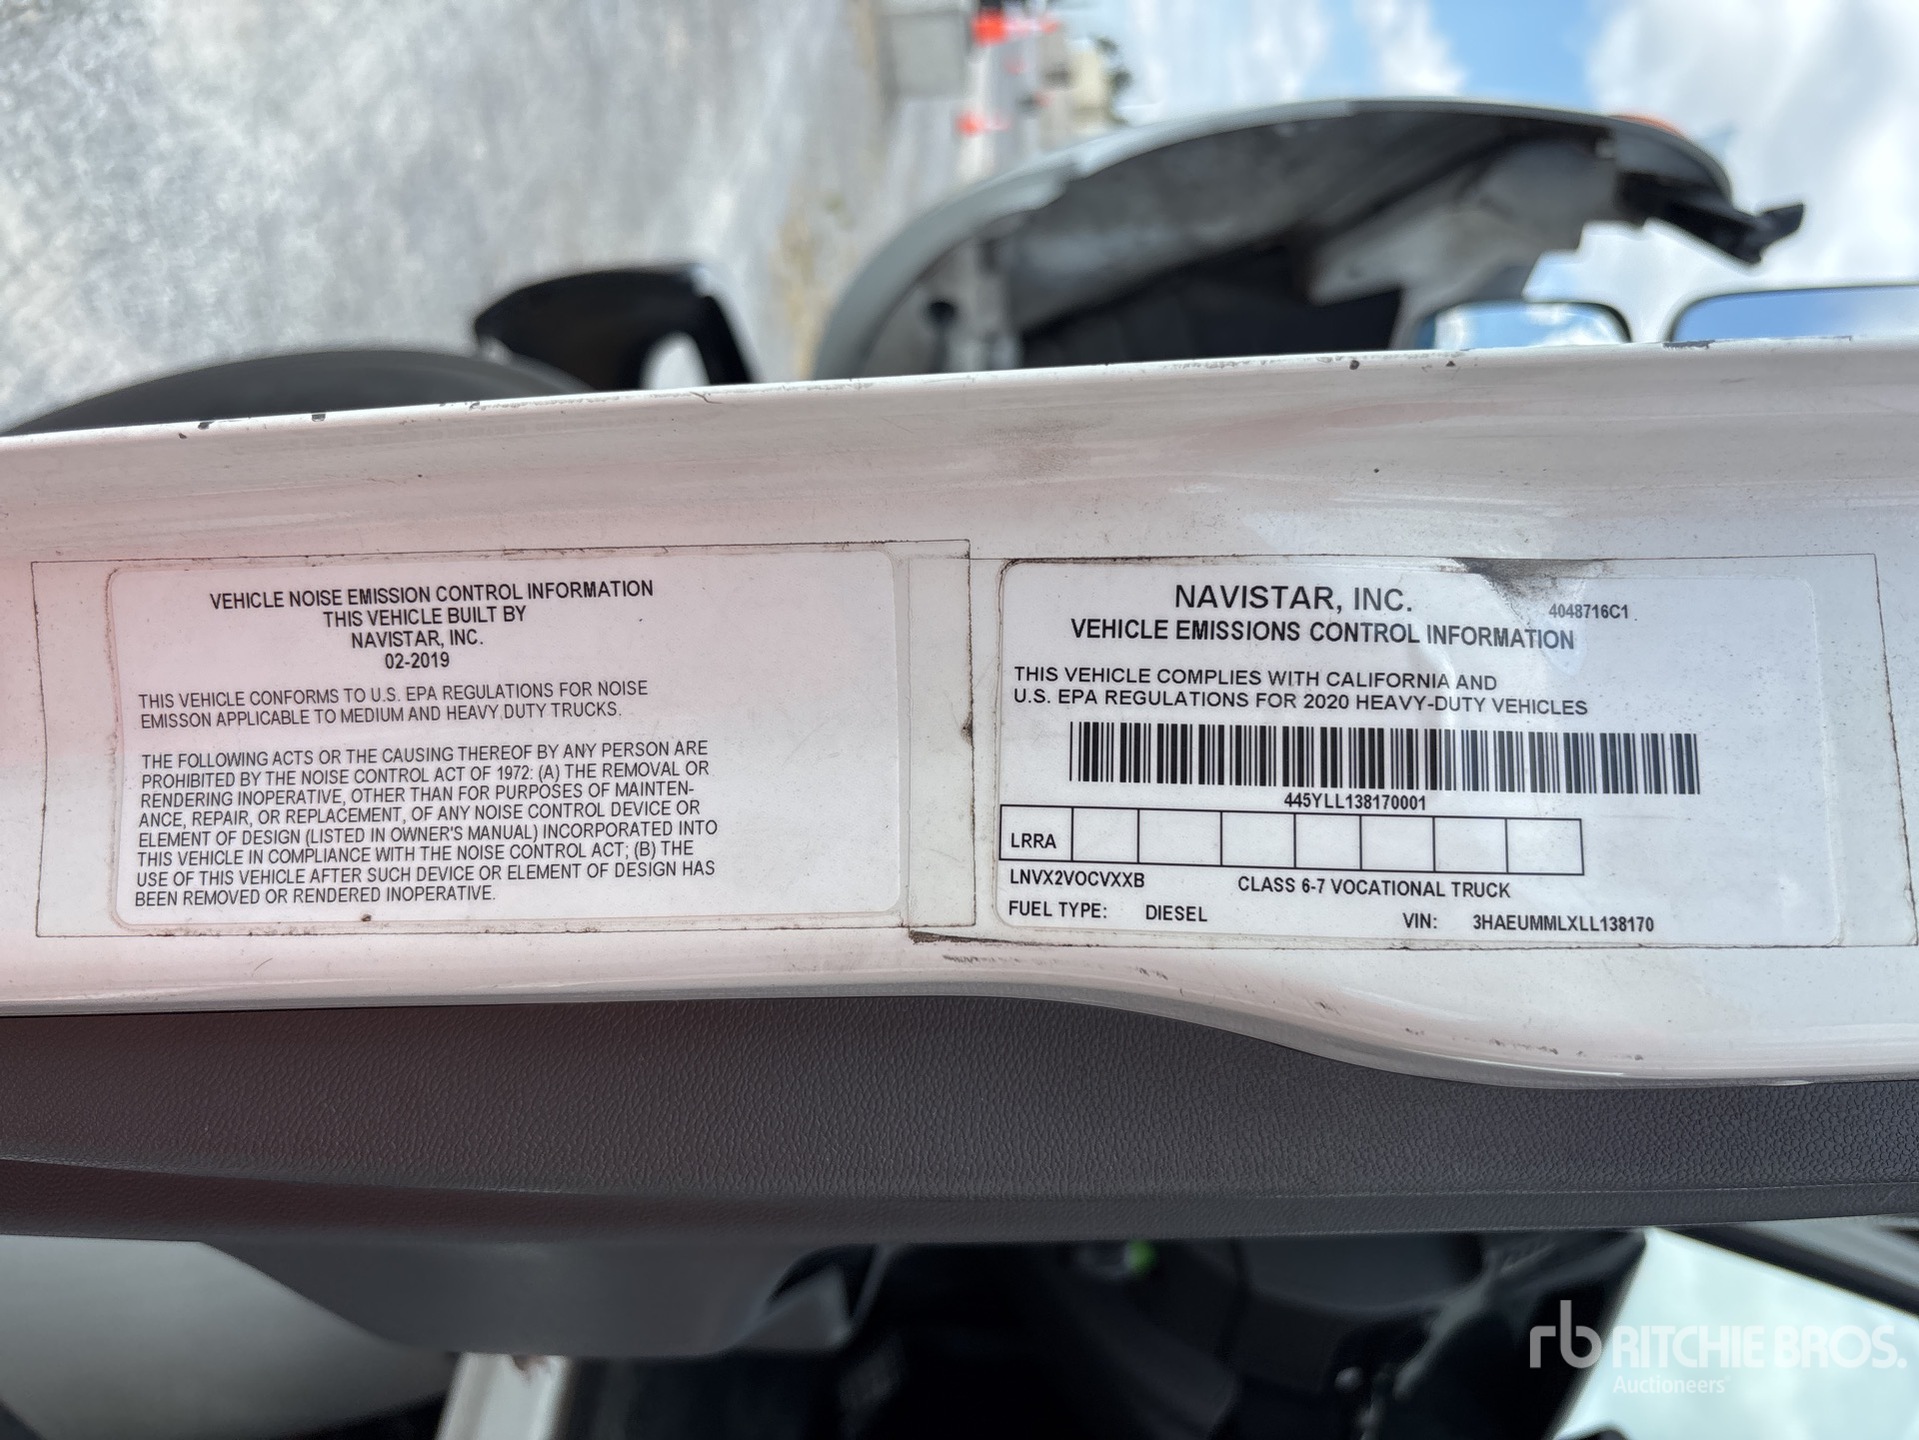 VEHICLE NOISE EMISSION CONTROL INFORMATION
THIS VEHICLE BUILT BY
NAVISTAR, INC.
02-2019
THIS VEHICLE CONFORMS TO U.S. EPA REGULATIONS FOR NOISE
EMISSON APPLICABLE TO MEDIUM AND HEAVY DUTY TRUCKS.
THE FOLLOWING ACTS OR THE CAUSING THEREOF BY ANY PERSON ARE
PROHIBITED BY THE NOISE CONTROL ACT OF 1972: (A) THE REMOVAL OR
RENDERING INOPERATIVE, OTHER THAN FOR PURPOSES OF MAINTEN-
ANCE, REPAIR, OR REPLACEMENT, OF ANY NOISE CONTROL DEVICE OR
ELEMENT OF DESIGN (LISTED IN OWNER'S MANUAL) INCORPORATED INTO
THIS VEHICLE IN COMPLIANCE WITH THE NOISE CONTROL ACT; (B) THE
USE OF THIS VEHICLE AFTER SUCH DEVICE OR ELEMENT OF DESIGN HAS
BEEN REMOVED OR RENDERED INOPERATIVE.
NAVISTAR, INC.
4048716C1
VEHICLE EMISSIONS CONTROL INFORMATION
THIS VEHICLE COMPLIES WITH CALIFORNIA AND
U.S. EPA REGULATIONS FOR 2020 HEAVY-DUTY VEHICLES
445YLL138170001
LRRA
LNVX2VOCVXXB CLASS 6-7 VOCATIONAL TRUCK
FUEL TYPE: DIESEL VIN: 3HAEUMMLXLL138170
rb RITCHIE BROS.
Auctioneers